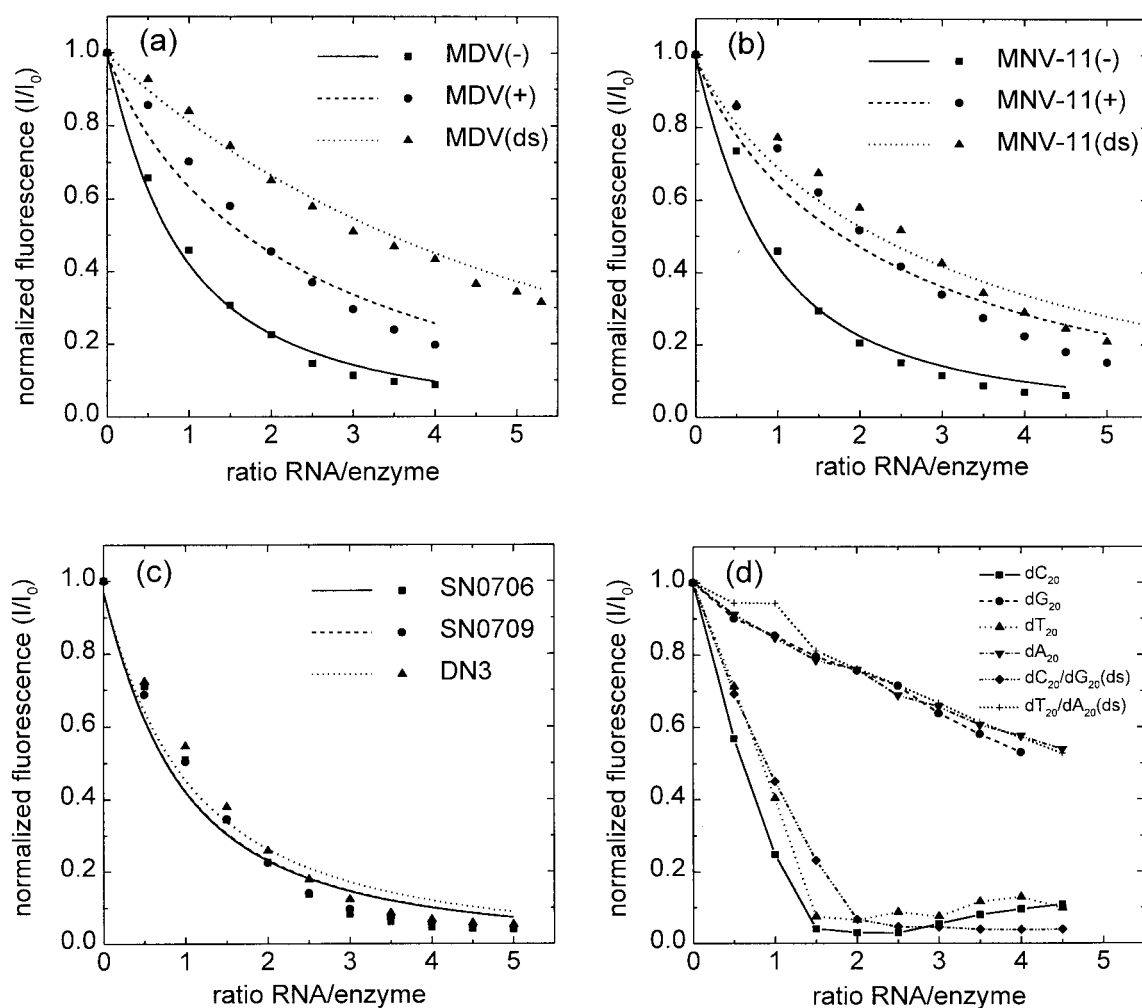 (a)
MDV(-)
MDV(+)
MDV(ds)
normalized fluorescence (I/I₀)
1.0
0.8
0.6
0.4
0.2
0.0
0 1 2 3 4 5
ratio RNA/enzyme
(b)
MNV-11(-)
MNV-11(+)
MNV-11(ds)
normalized fluorescence (I/I₀)
1.0
0.8
0.6
0.4
0.2
0.0
0 1 2 3 4 5
ratio RNA/enzyme
(c)
SN0706
SN0709
DN3
normalized fluorescence (I/I₀)
1.0
0.8
0.6
0.4
0.2
0.0
0 1 2 3 4 5
ratio RNA/enzyme
(d)
dC₂₀
dG₂₀
dT₂₀
dA₂₀
dC₂₀/dG₂₀(ds)
dT₂₀/dA₂₀(ds)
normalized fluorescence (I/I₀)
1.0
0.8
0.6
0.4
0.2
0.0
0 1 2 3 4 5
ratio RNA/enzyme